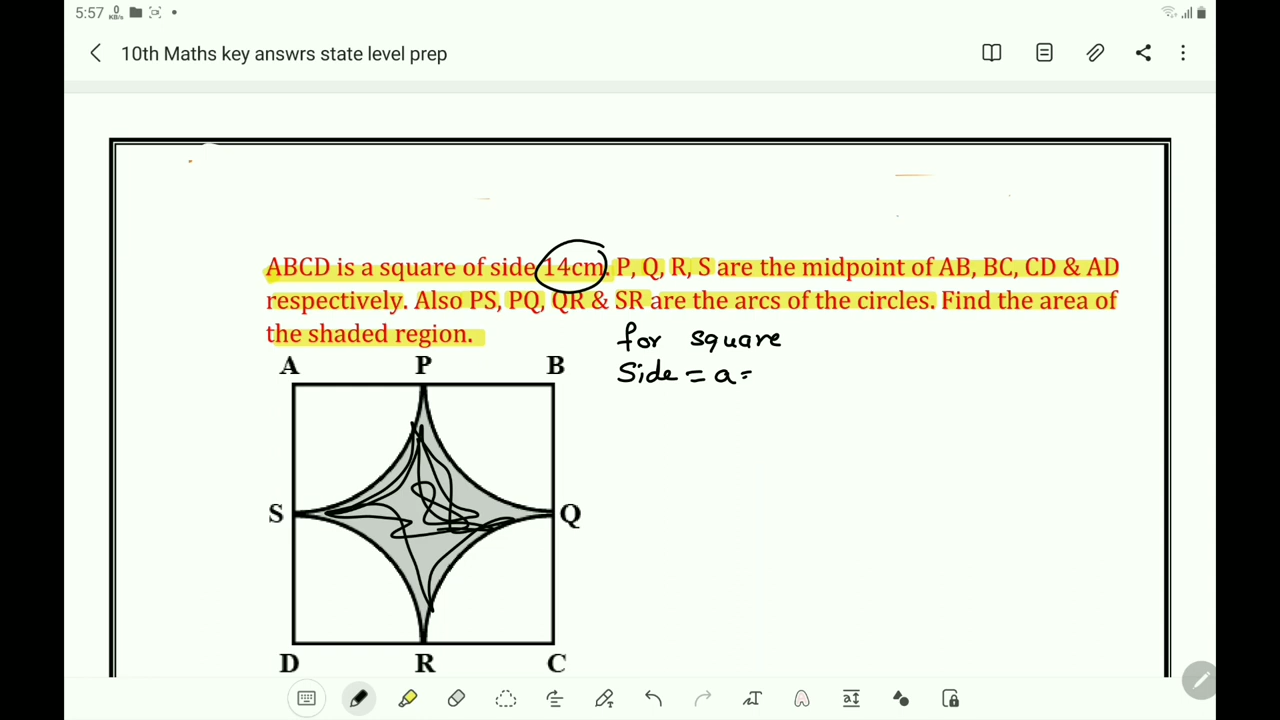 5:57 0 KB/s
10th Maths key answrs state level prep
ABCD is a square of side 14cm. P, Q, R, S are the midpoint of AB, BC, CD & AD
respectively. Also PS, PQ, QR & SR are the arcs of the circles. Find the area of
the shaded region.
for square
Side = a =
A P B
S Q
D R C